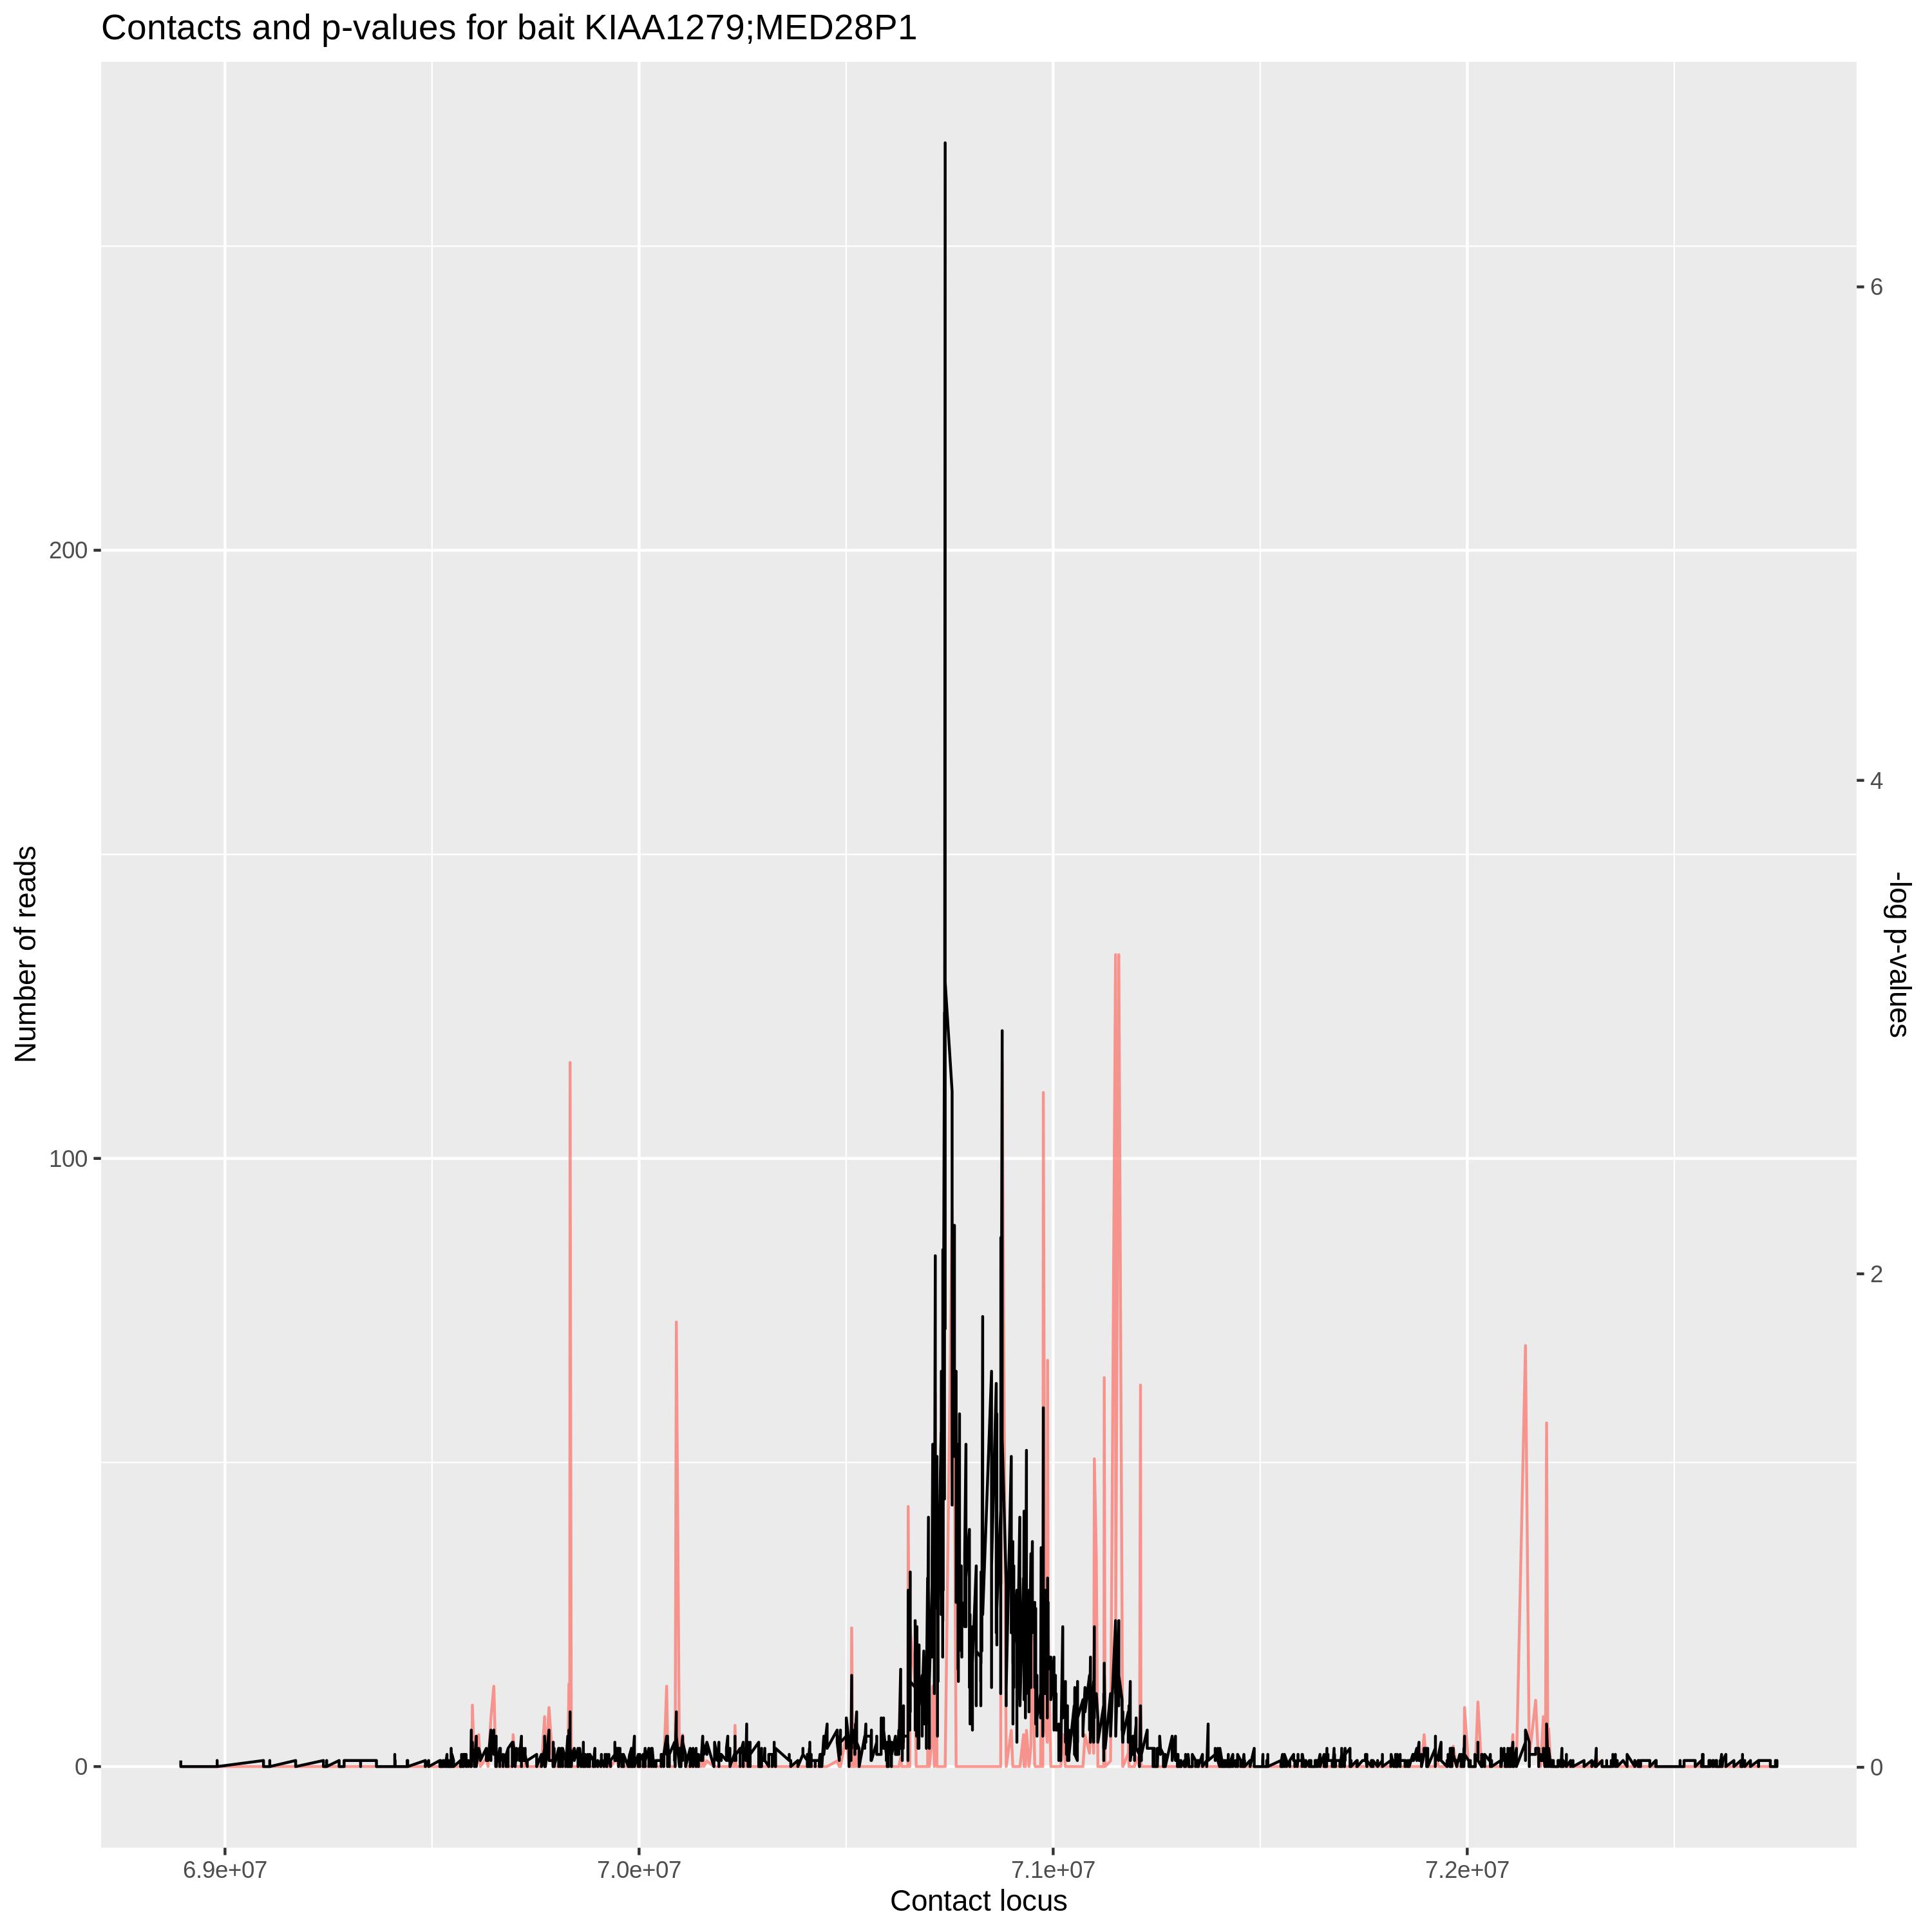 Contacts and p-values for bait KIAA1279;MED28P1
Number of reads
200
100
0
6
4
2
0
-log p-values
6.9e+07
7.0e+07
7.1e+07
7.2e+07
Contact locus